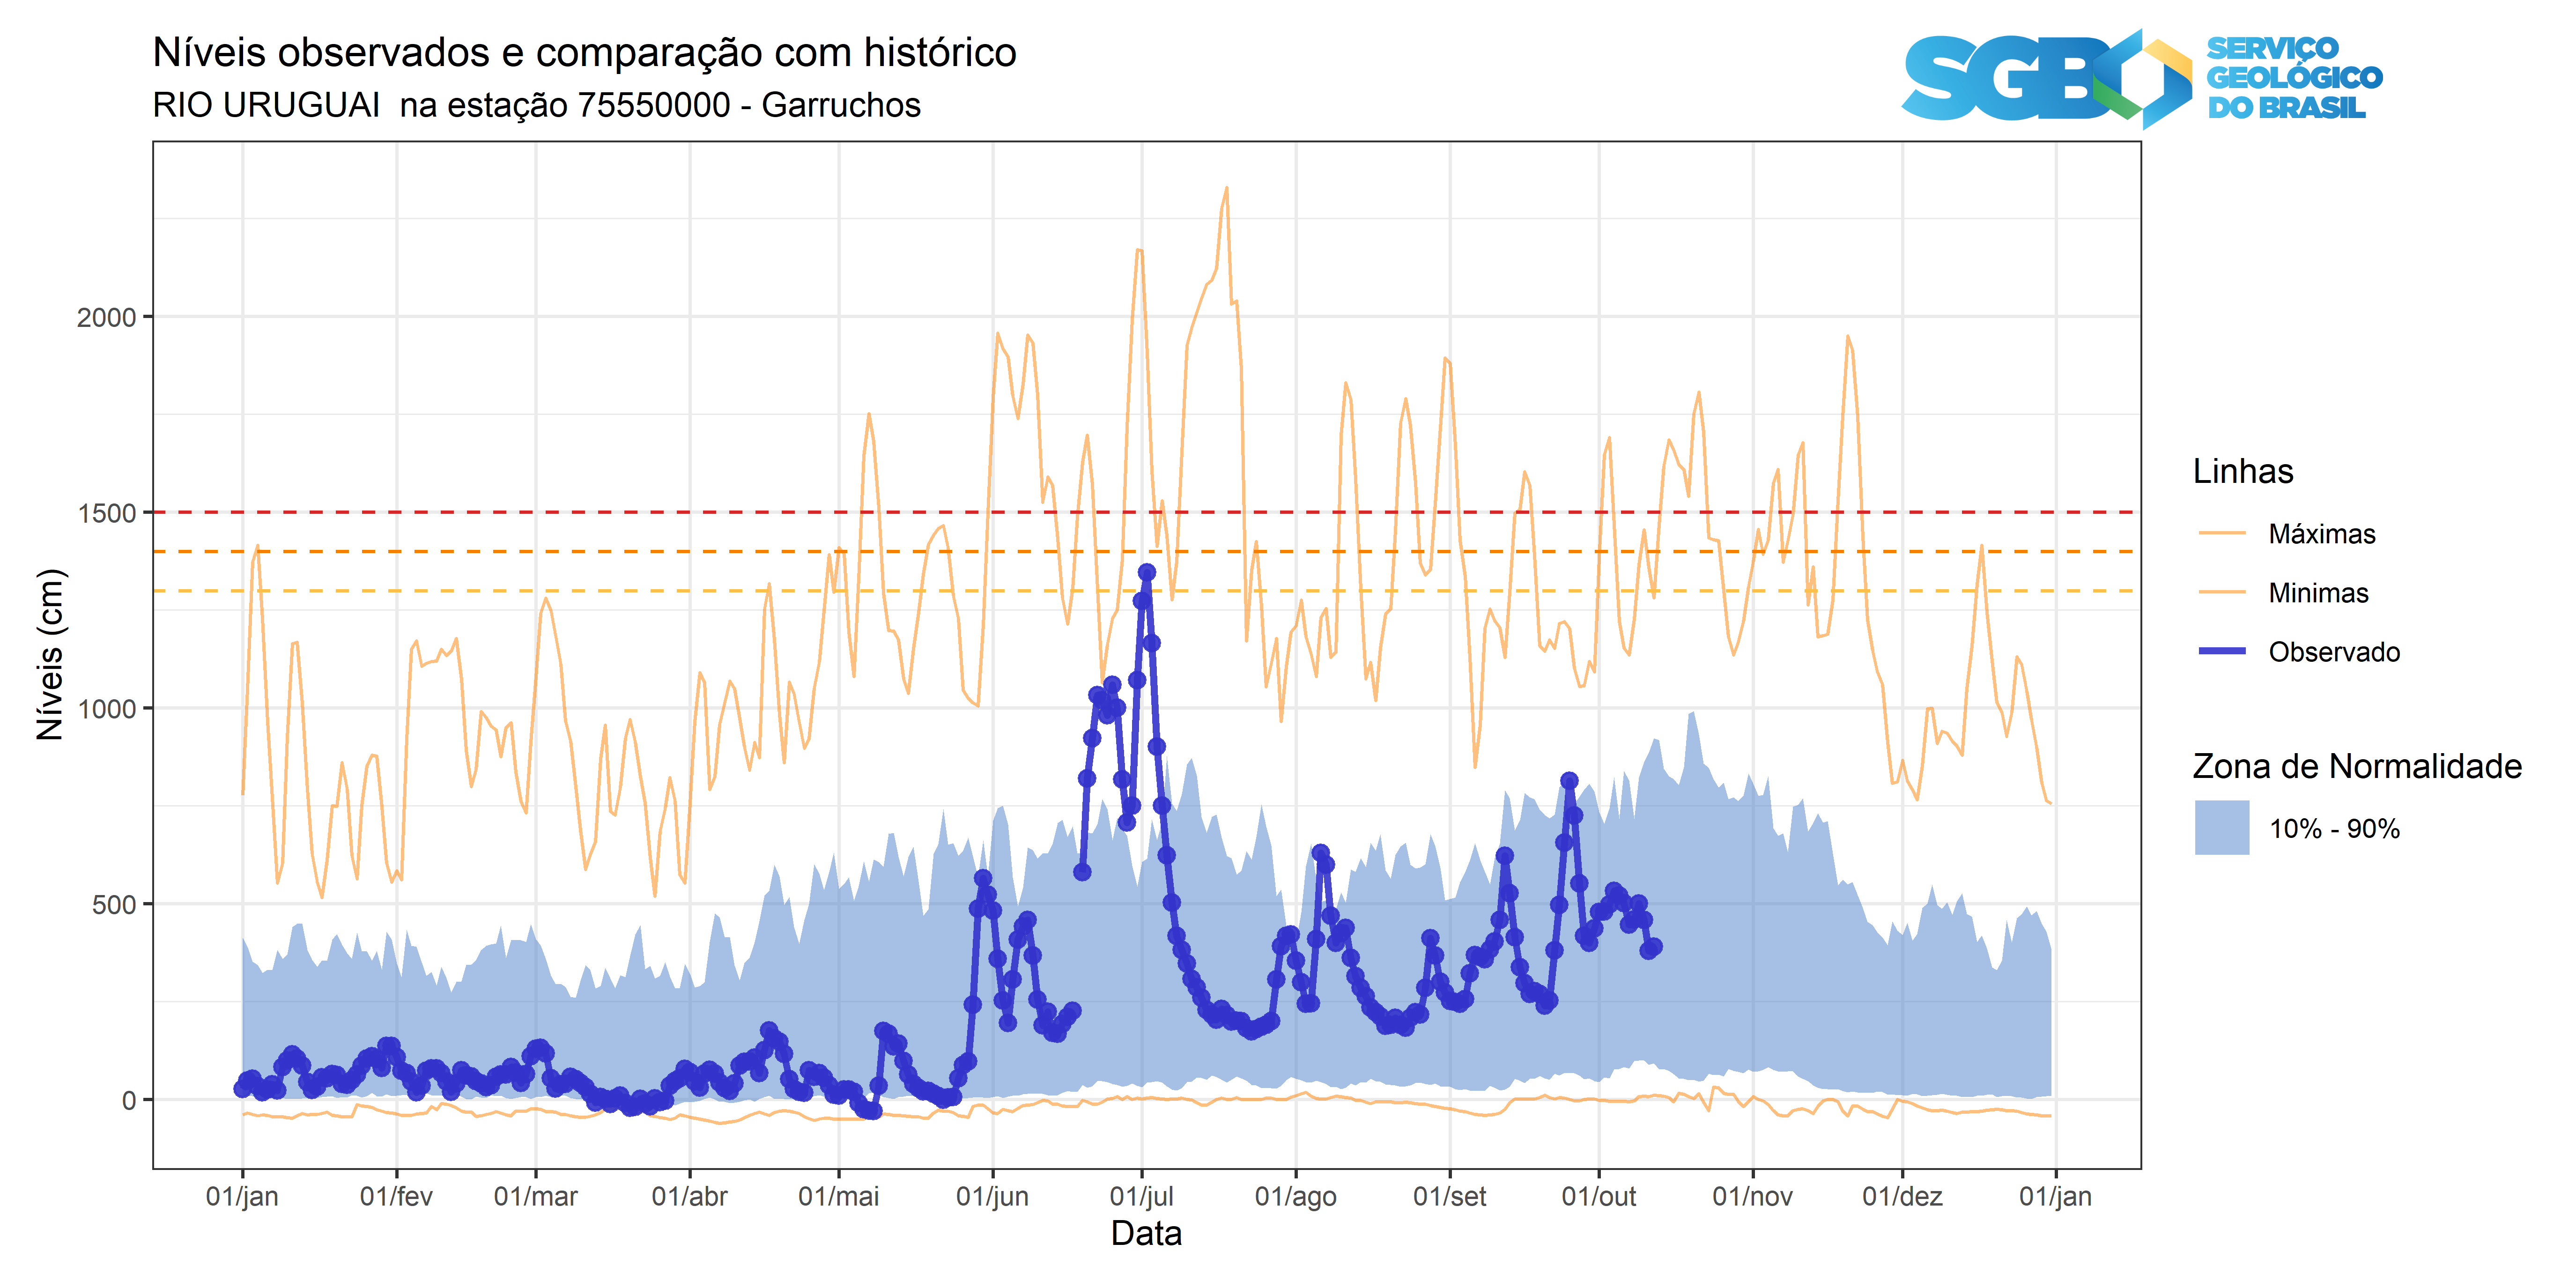 Níveis observados e comparação com histórico
RIO URUGUAI  na estação 75550000 - Garruchos
SGB
SERVIÇO
GEOLÓGICO
DO BRASIL
Níveis (cm)
2000
1500
1000
500
0
01/jan 01/fev 01/mar 01/abr 01/mai 01/jun 01/jul 01/ago 01/set 01/out 01/nov 01/dez 01/jan
Data
Linhas
Máximas
Minimas
Observado
Zona de Normalidade
10% - 90%